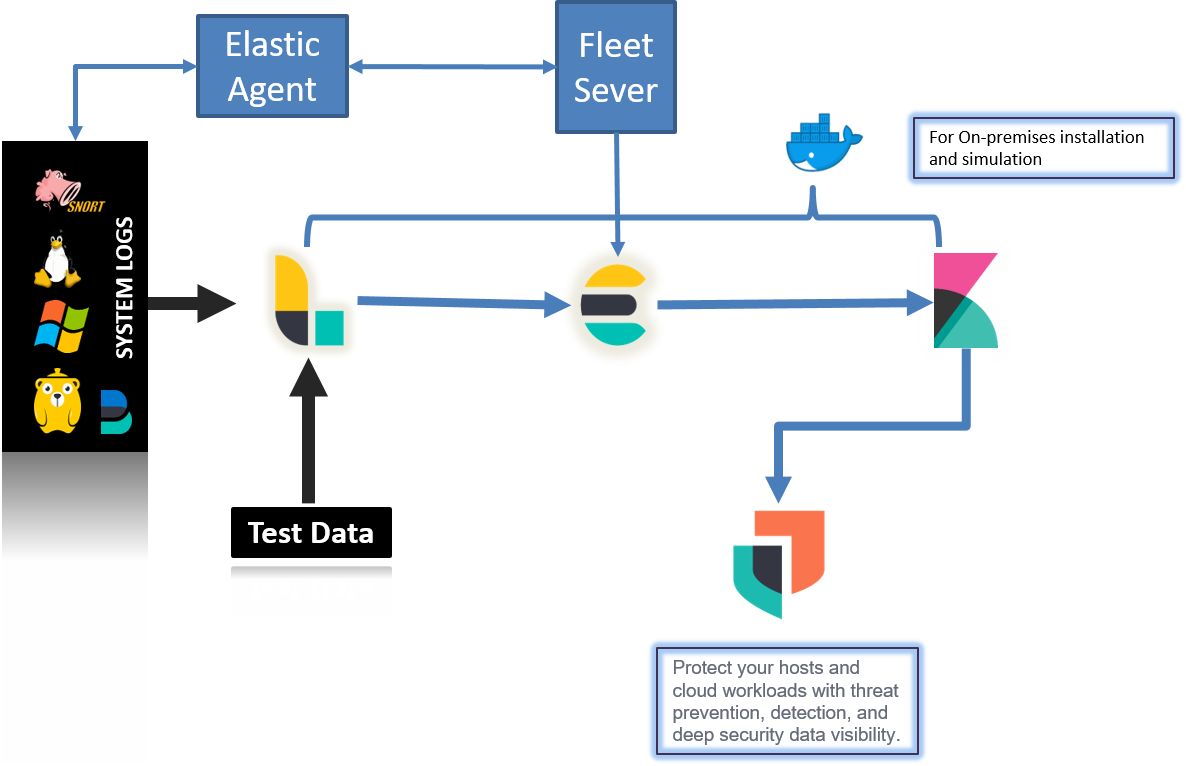 Elastic
Agent
Fleet
Sever
For On-premises installation
and simulation
SNORT
SYSTEM LOGS
Test Data
Protect your hosts and
cloud workloads with threat
prevention, detection, and
deep security data visibility.